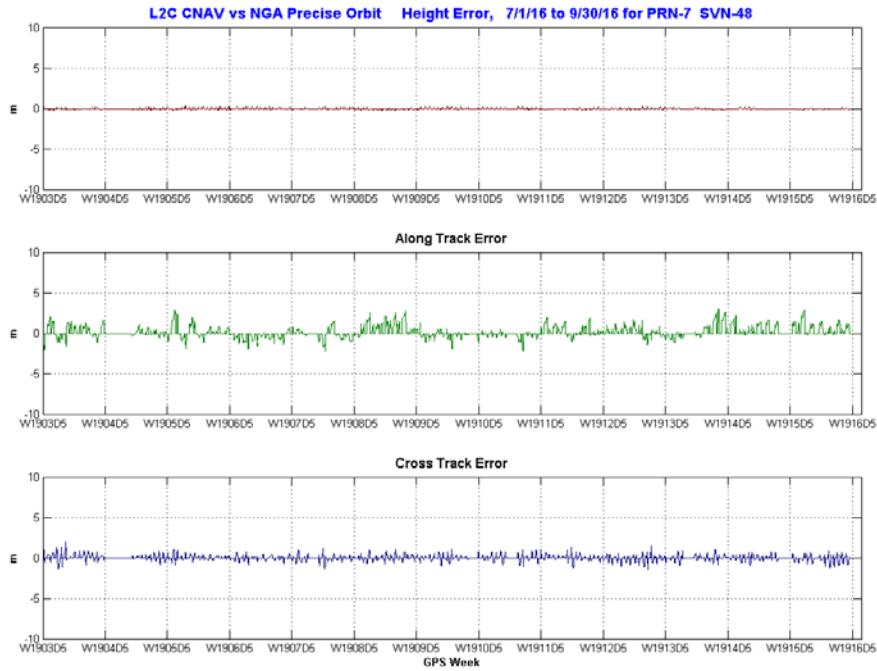 L2C CNAV vs NGA Precise Orbit Height Error, 7/1/16 to 9/30/16 for PRN-7 SVN-48
10
5
0
-5
-10
m
W1903D5 W1904D5 W1905D5 W1906D5 W1907D5 W1908D5 W1909D5 W1910D5 W1911D5 W1912D5 W1913D5 W1914D5 W1915D5 W1916D5
Along Track Error
10
5
0
-5
-10
m
W1903D5 W1904D5 W1905D5 W1906D5 W1907D5 W1908D5 W1909D5 W1910D5 W1911D5 W1912D5 W1913D5 W1914D5 W1915D5 W1916D5
Cross Track Error
10
5
0
-5
-10
m
W1903D5 W1904D5 W1905D5 W1906D5 W1907D5 W1908D5 W1909D5 W1910D5 W1911D5 W1912D5 W1913D5 W1914D5 W1915D5 W1916D5
GPS Week